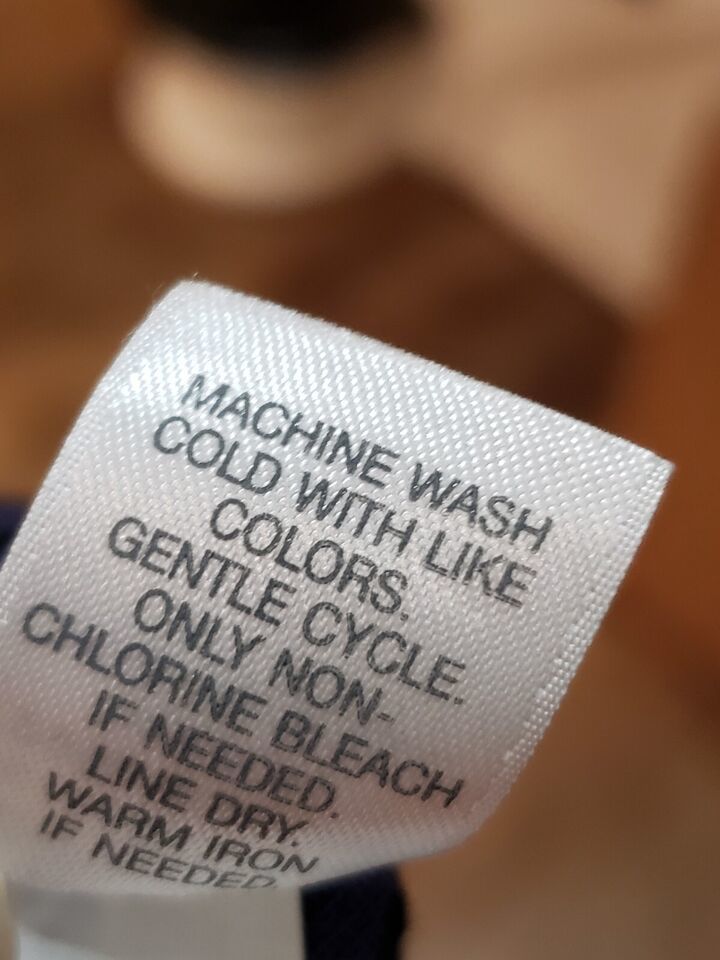 MACHINE WASH
COLD WITH LIKE
COLORS.
GENTLE CYCLE.
ONLY NON-
CHLORINE BLEACH
IF NEEDED.
LINE DRY.
WARM IRON
IF NEEDED.